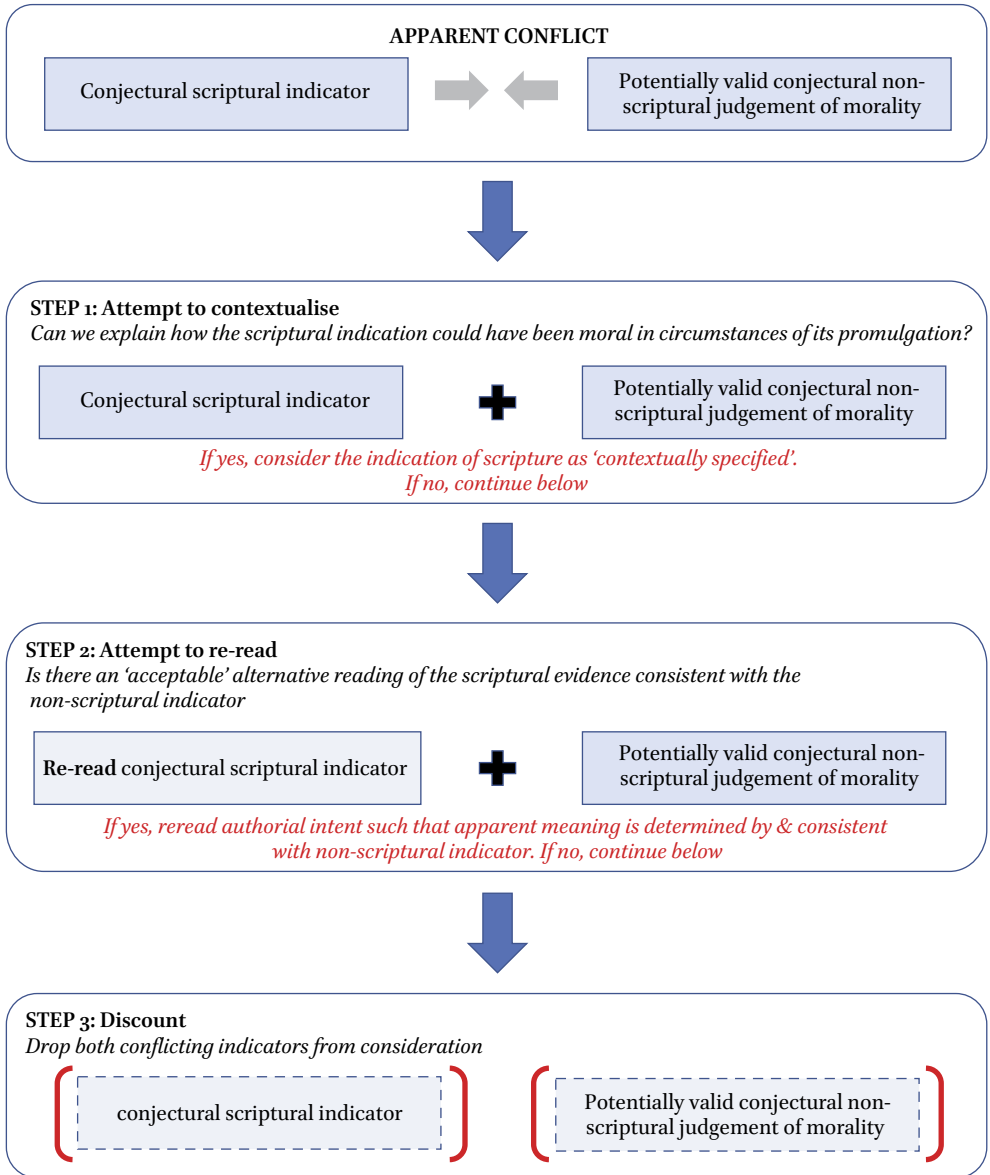 APPARENT CONFLICT
Conjectural scriptural indicator
Potentially valid conjectural non-
scriptural judgement of morality
STEP 1: Attempt to contextualise
Can we explain how the scriptural indication could have been moral in circumstances of its promulgation?
Conjectural scriptural indicator
Potentially valid conjectural non-
scriptural judgement of morality
If yes, consider the indication of scripture as ‘contextually specified’.
If no, continue below
STEP 2: Attempt to re-read
Is there an ‘acceptable’ alternative reading of the scriptural evidence consistent with the
non-scriptural indicator
Re-read conjectural scriptural indicator
Potentially valid conjectural non-
scriptural judgement of morality
If yes, reread authorial intent such that apparent meaning is determined by & consistent
with non-scriptural indicator. If no, continue below
STEP 3: Discount
Drop both conflicting indicators from consideration
conjectural scriptural indicator
Potentially valid conjectural non-
scriptural judgement of morality